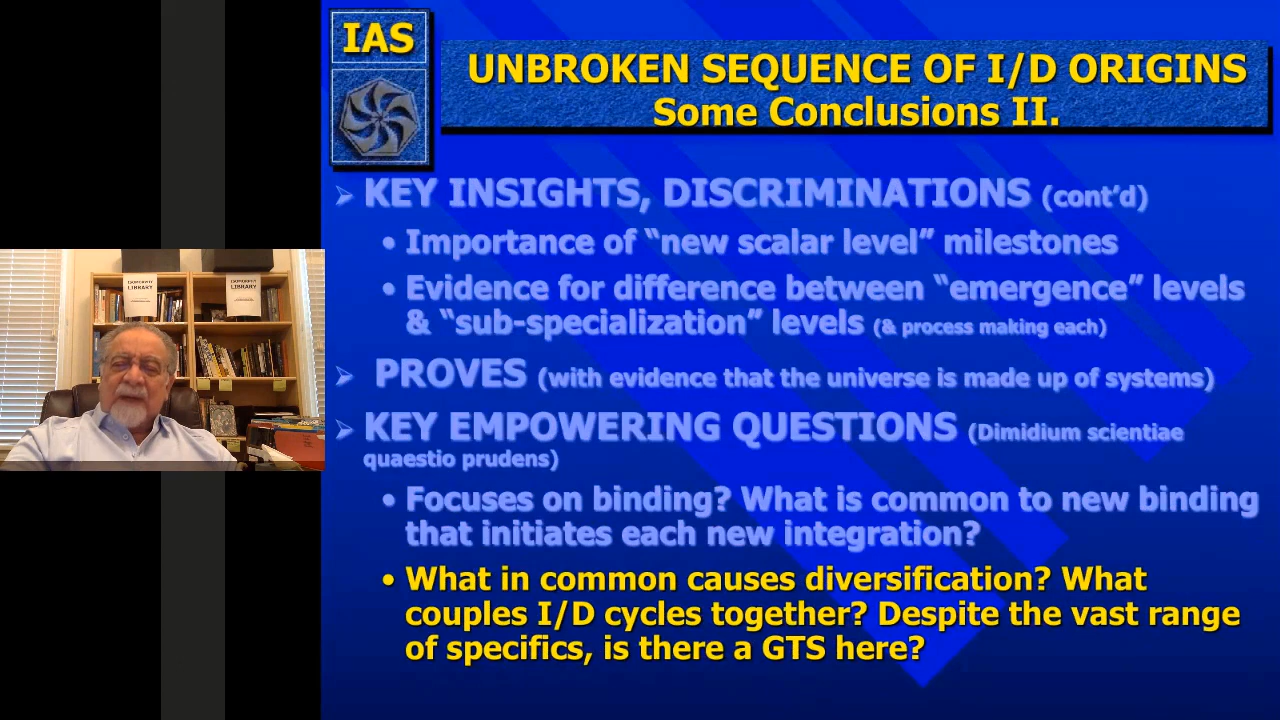 IAS
UNBROKEN SEQUENCE OF I/D ORIGINS
Some Conclusions II.
KEY INSIGHTS, DISCRIMINATIONS (cont’d)
• Importance of “new scalar level” milestones
• Evidence for difference between “emergence” levels
& “sub-specialization” levels (& process making each)
PROVES (with evidence that the universe is made up of systems)
KEY EMPOWERING QUESTIONS (Dimidium scientiae
quaestio prudens)
• Focuses on binding? What is common to new binding
that initiates each new integration?
• What in common causes diversification? What
couples I/D cycles together? Despite the vast range
of specifics, is there a GTS here?
LIBRARY
LIBRARY